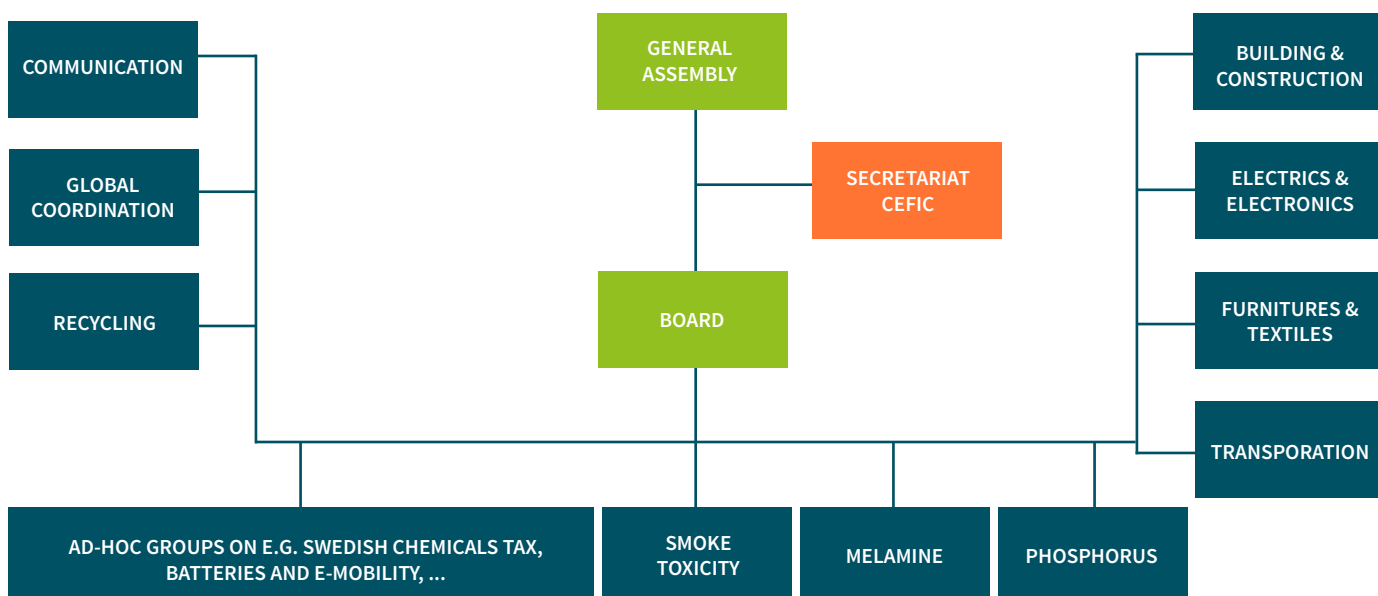 COMMUNICATION
GLOBAL
COORDINATION
RECYCLING
GENERAL
ASSEMBLY
SECRETARIAT
CEFIC
BOARD
BUILDING &
CONSTRUCTION
ELECTRICS &
ELECTRONICS
FURNITURES &
TEXTILES
TRANSPORATION
AD-HOC GROUPS ON E.G. SWEDISH CHEMICALS TAX,
BATTERIES AND E-MOBILITY, ...
SMOKE
TOXICITY
MELAMINE
PHOSPHORUS